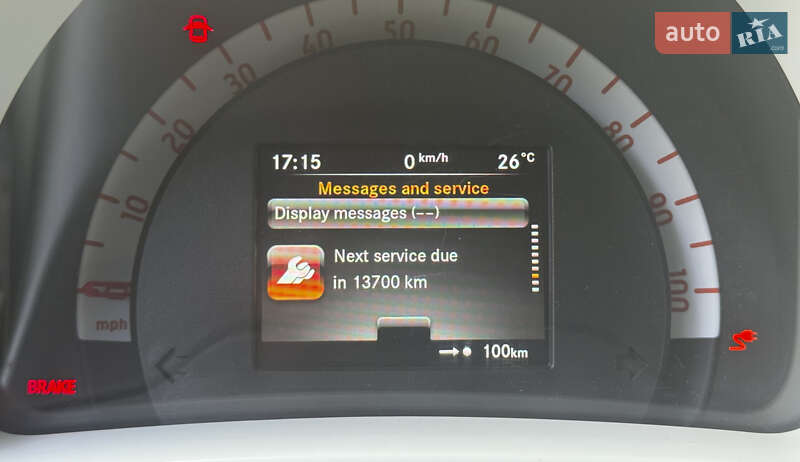 auto RIA.com
10 20 30 40 50 60 70 80 90 100
mph
17:15 0 km/h 26°C
Messages and service
Display messages (--)
Next service due
in 13700 km
100km
BRAKE